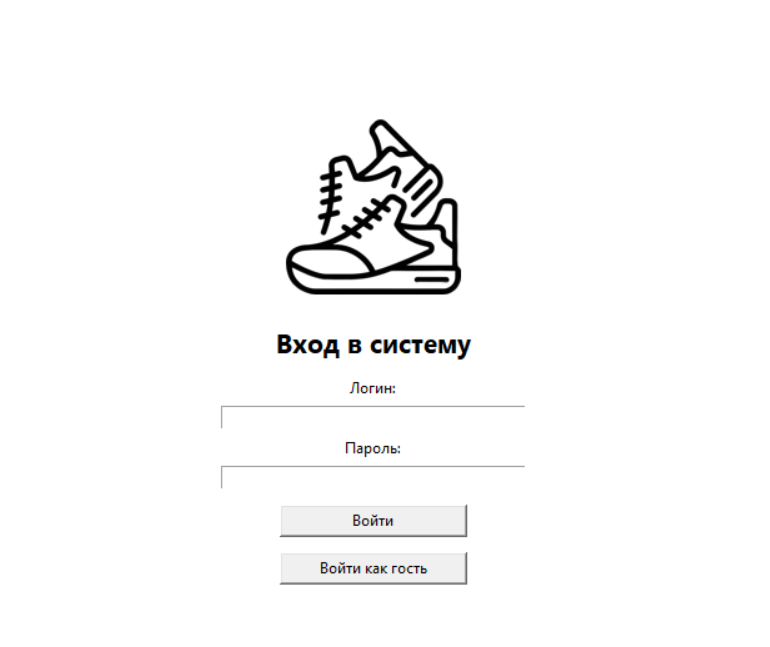 Вход в систему
Логин:
Пароль:
Войти
Войти как гость